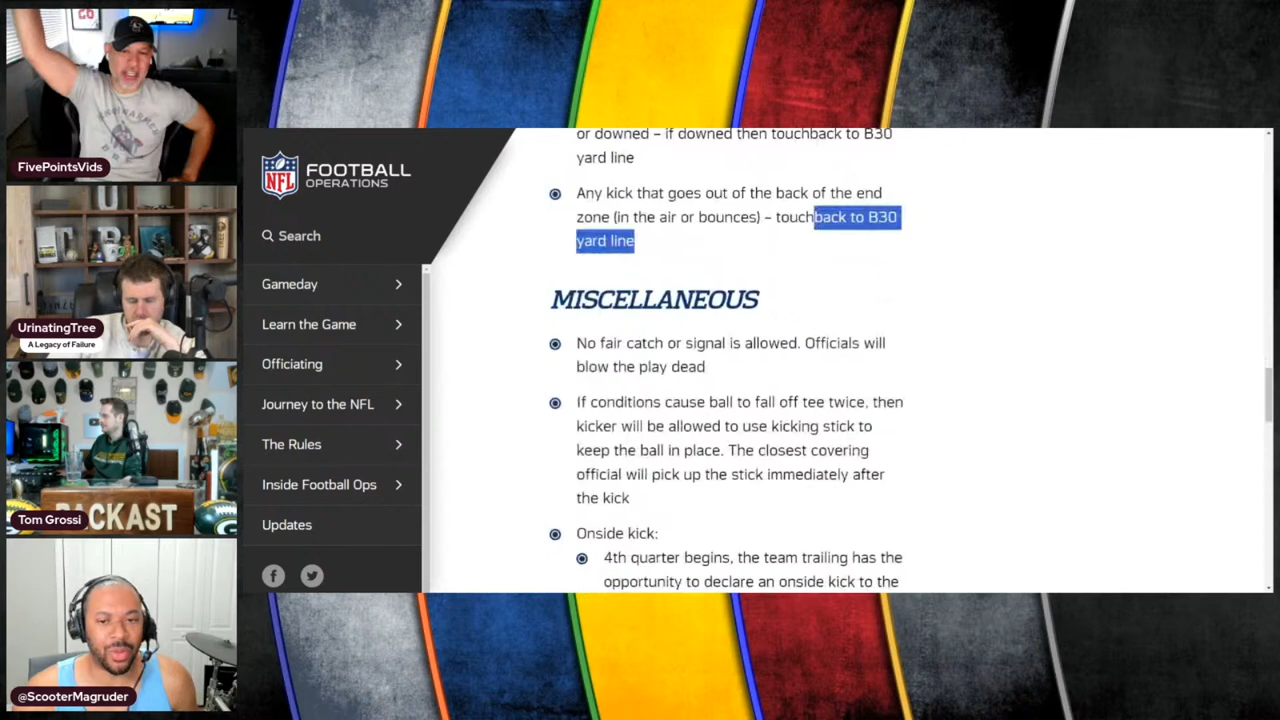 FivePointsVids
UrinatingTree
A Legacy of Failure
Tom Grossi
PACKAST
@ScooterMagruder
NFL
FOOTBALL
OPERATIONS
Search
Gameday
Learn the Game
Officiating
Journey to the NFL
The Rules
Inside Football Ops
Updates
or downed – if downed then touchback to B30
yard line
Any kick that goes out of the back of the end
zone (in the air or bounces) – touchback to B30
yard line
MISCELLANEOUS
No fair catch or signal is allowed. Officials will
blow the play dead
If conditions cause ball to fall off tee twice, then
kicker will be allowed to use kicking stick to
keep the ball in place. The closest covering
official will pick up the stick immediately after
the kick
Onside kick:
4th quarter begins, the team trailing has the
opportunity to declare an onside kick to the